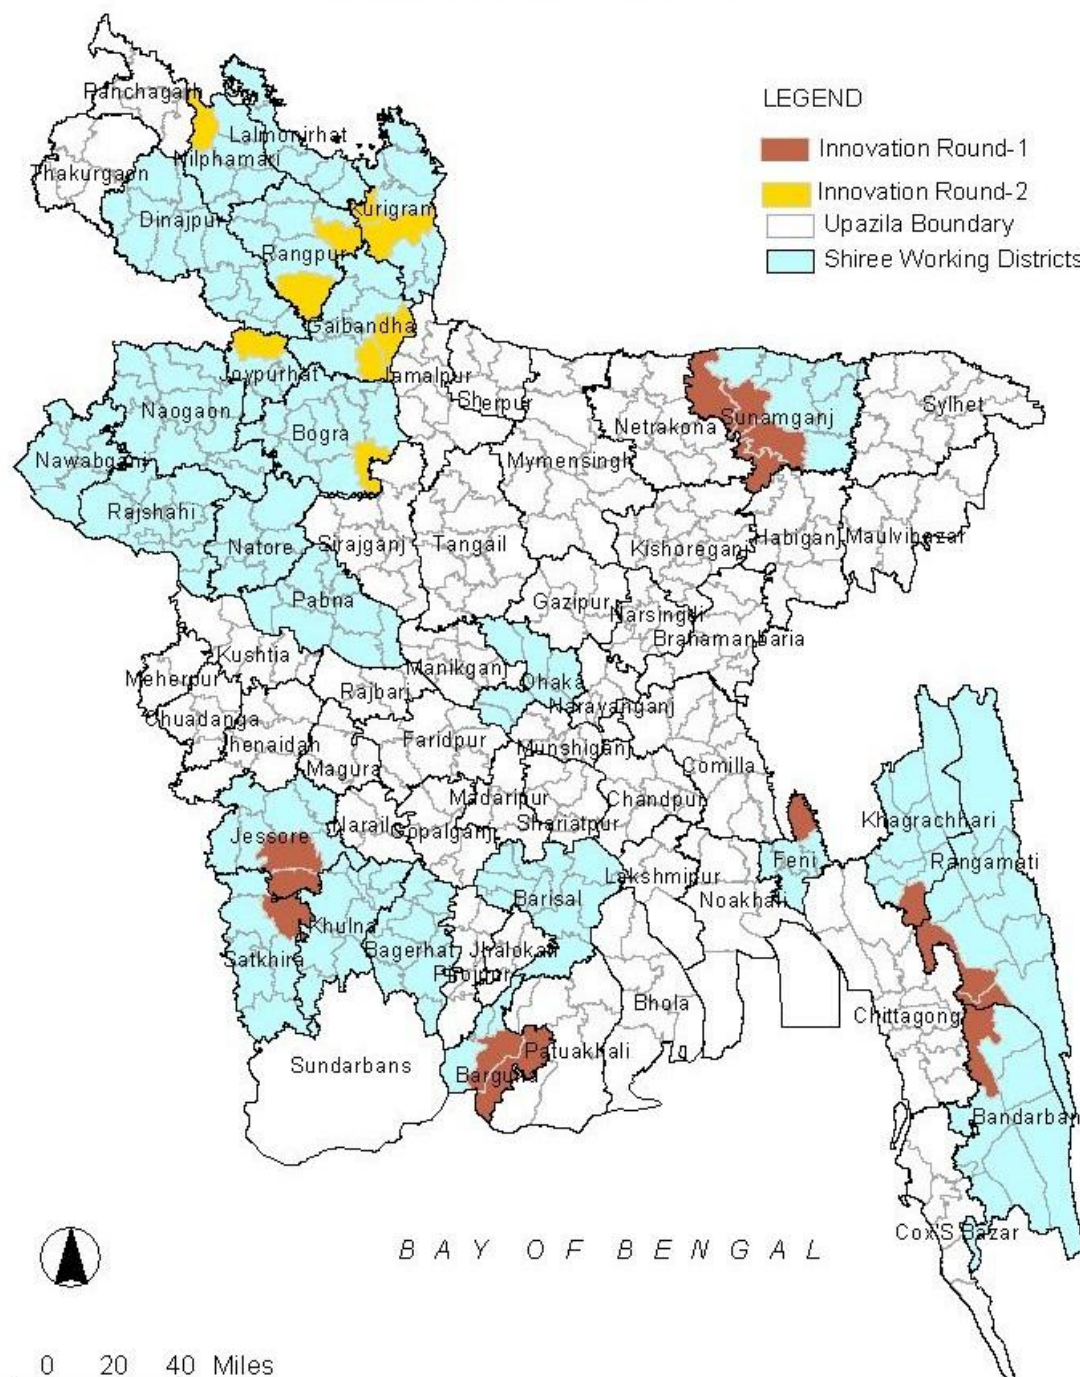 LEGEND
Innovation Round-1
Innovation Round-2
Upazila Boundary
Shiree Working Districts
Panchagarh
Lalmonirhat
Nilphamari
Thakurgaon
Kurigram
Dinajpur
Rangpur
Gaibandha
Joypurhat
Jamalpur
Sherpur
Naogaon
Bogra
Netrakona
Sunamganj
Sylhet
Nawabganj
Mymensingh
Rajshahi
Natore
Sirajganj
Tangail
Kishoreganj
Habiganj
Maulvibazar
Pabna
Gazipur
Narsingdi
Brahamanbaria
Kushtia
Manikganj
Meherpur
Rajbari
Dhaka
Chuadanga
Narayanganj
Jhenaidah
Faridpur
Munshiganj
Magura
Comilla
Madaripur
Chandpur
Jessore
Narail
Gopalganj
Shariatpur
Khagrachhari
Feni
Rangamati
Lakshmipur
Barisal
Noakhali
Khulna
Bagerhat
Jhalokati
Satkhira
Pirojpur
Bhola
Chittagong
Sundarbans
Barguna
Patuakhali
Bandarban
Cox'S Bazar
BAY OF BENGAL
0 20 40 Miles